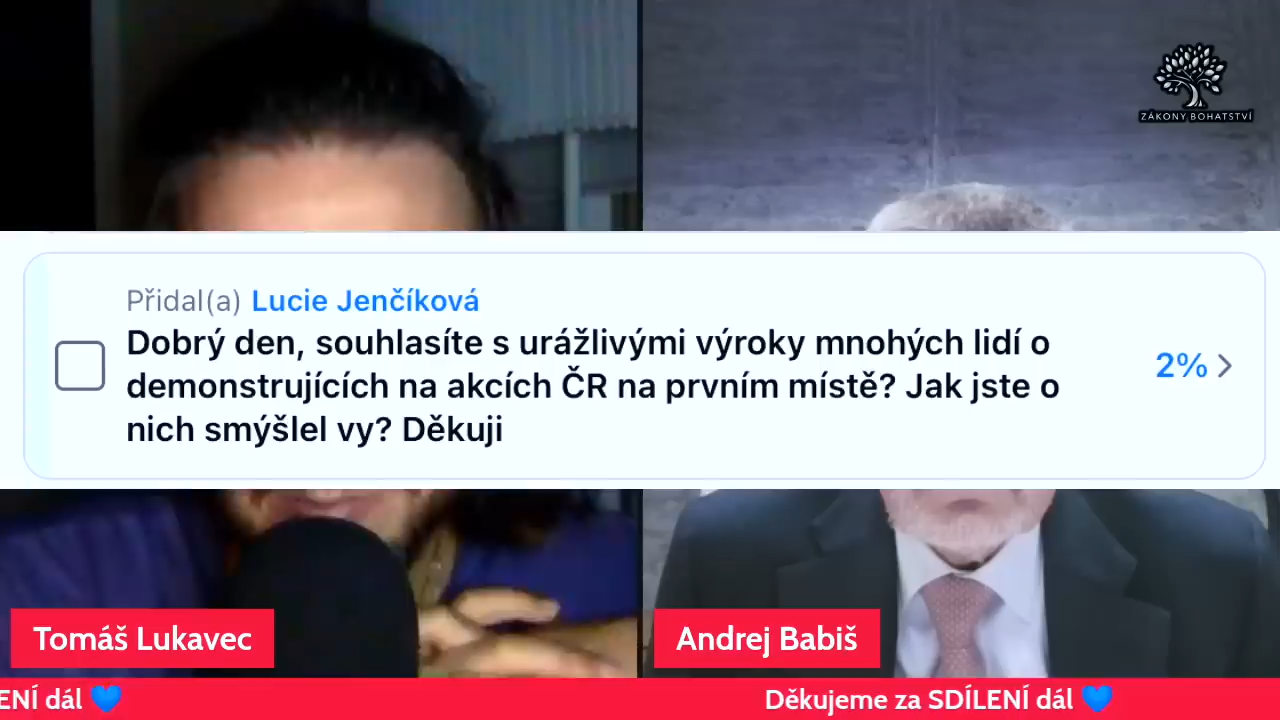 ZÁKONY BOHATSTVÍ
Přidal(a) Lucie Jenčíková
Dobrý den, souhlasíte s urážlivými výroky mnohých lidí o
demonstrujících na akcích ČR na prvním místě? Jak jste o
nich smýšlel vy? Děkuji
2%
Tomáš Lukavec
Andrej Babiš
ENÍ dál 💙
Děkujeme za SDÍLENÍ dál 💙